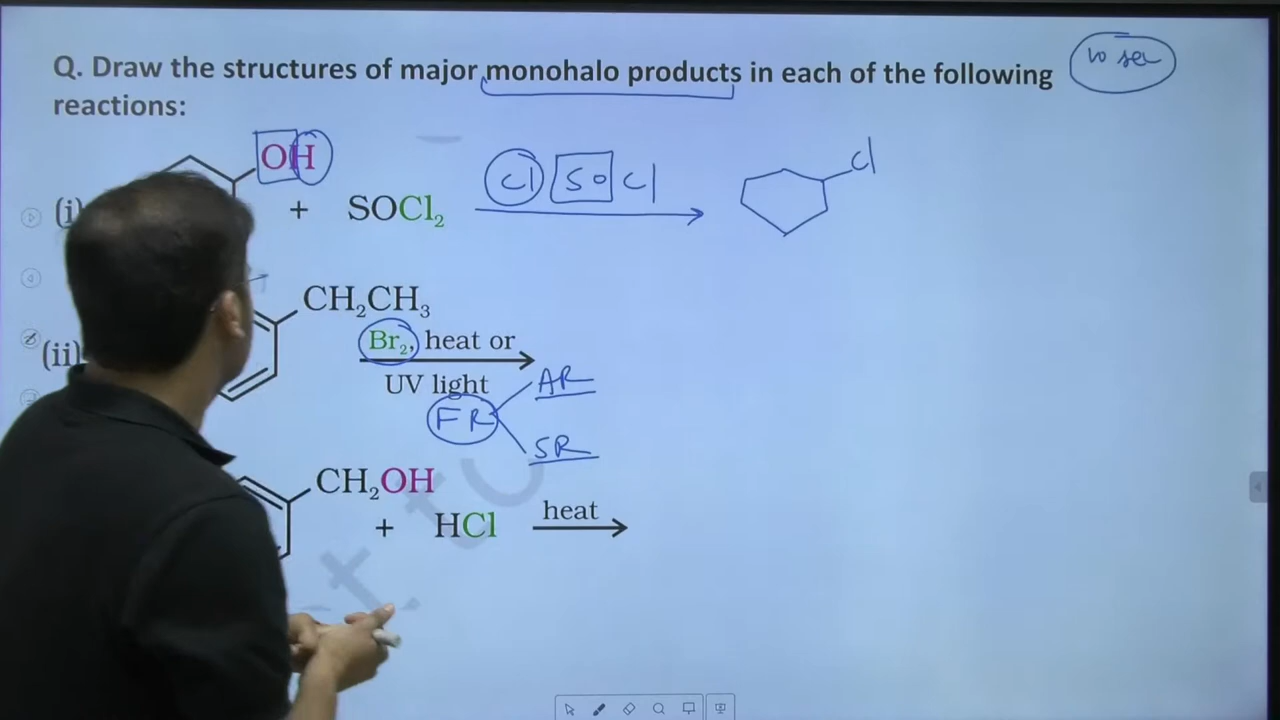 Q. Draw the structures of major monohalo products in each of the following
10 sec
reactions:
OH
Cl SO Cl
Cl
(i)
+ SOCl₂
CH₂CH₃
(ii)
Br₂, heat or
UV light
AR
FR
SR
CH₂OH
+ HCl heat